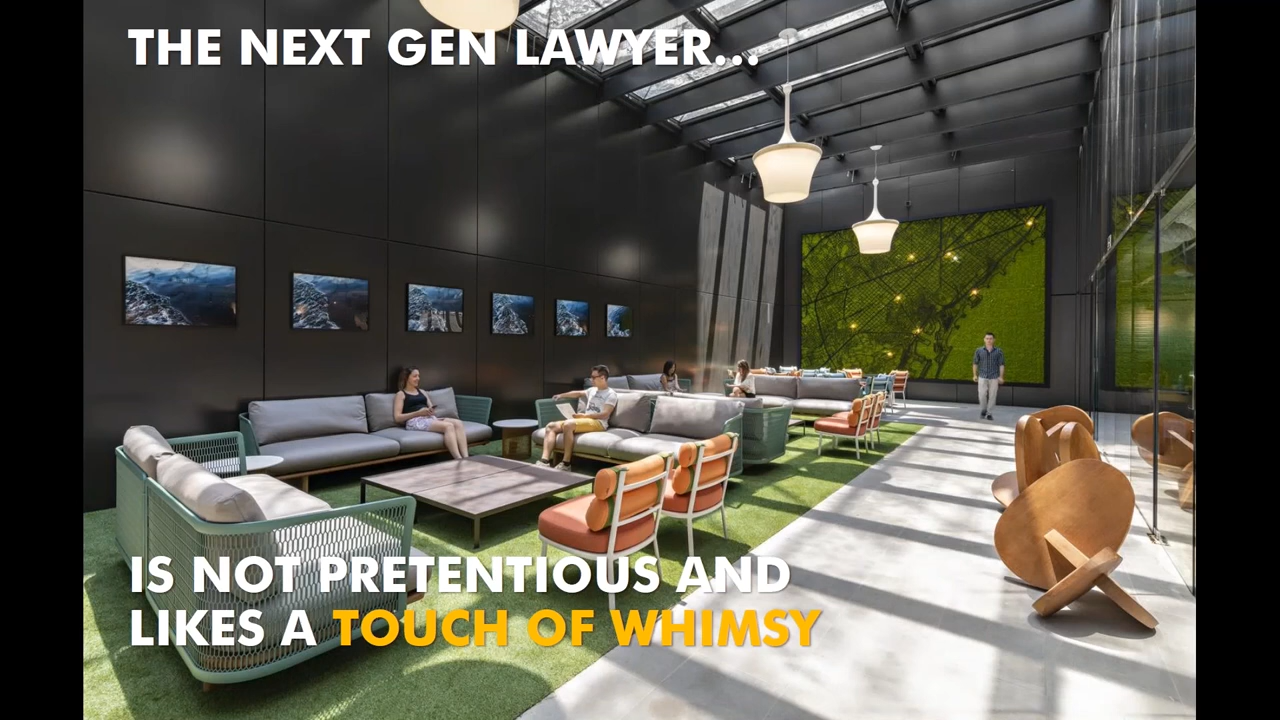 THE NEXT GEN LAWYER...
IS NOT PRETENTIOUS AND
LIKES A TOUCH OF WHIMSY